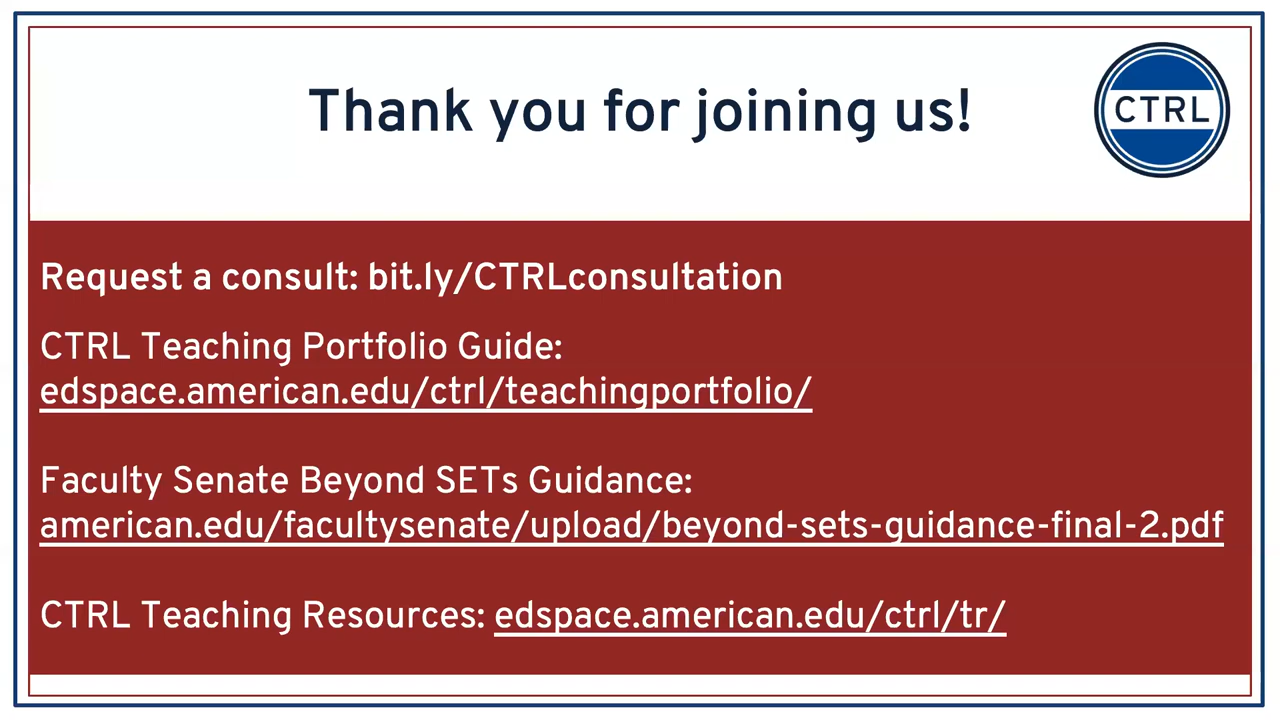 Thank you for joining us!
CTRL
Request a consult: bit.ly/CTRLconsultation
CTRL Teaching Portfolio Guide:
edspace.american.edu/ctrl/teachingportfolio/
Faculty Senate Beyond SETs Guidance:
american.edu/facultysenate/upload/beyond-sets-guidance-final-2.pdf
CTRL Teaching Resources: edspace.american.edu/ctrl/tr/